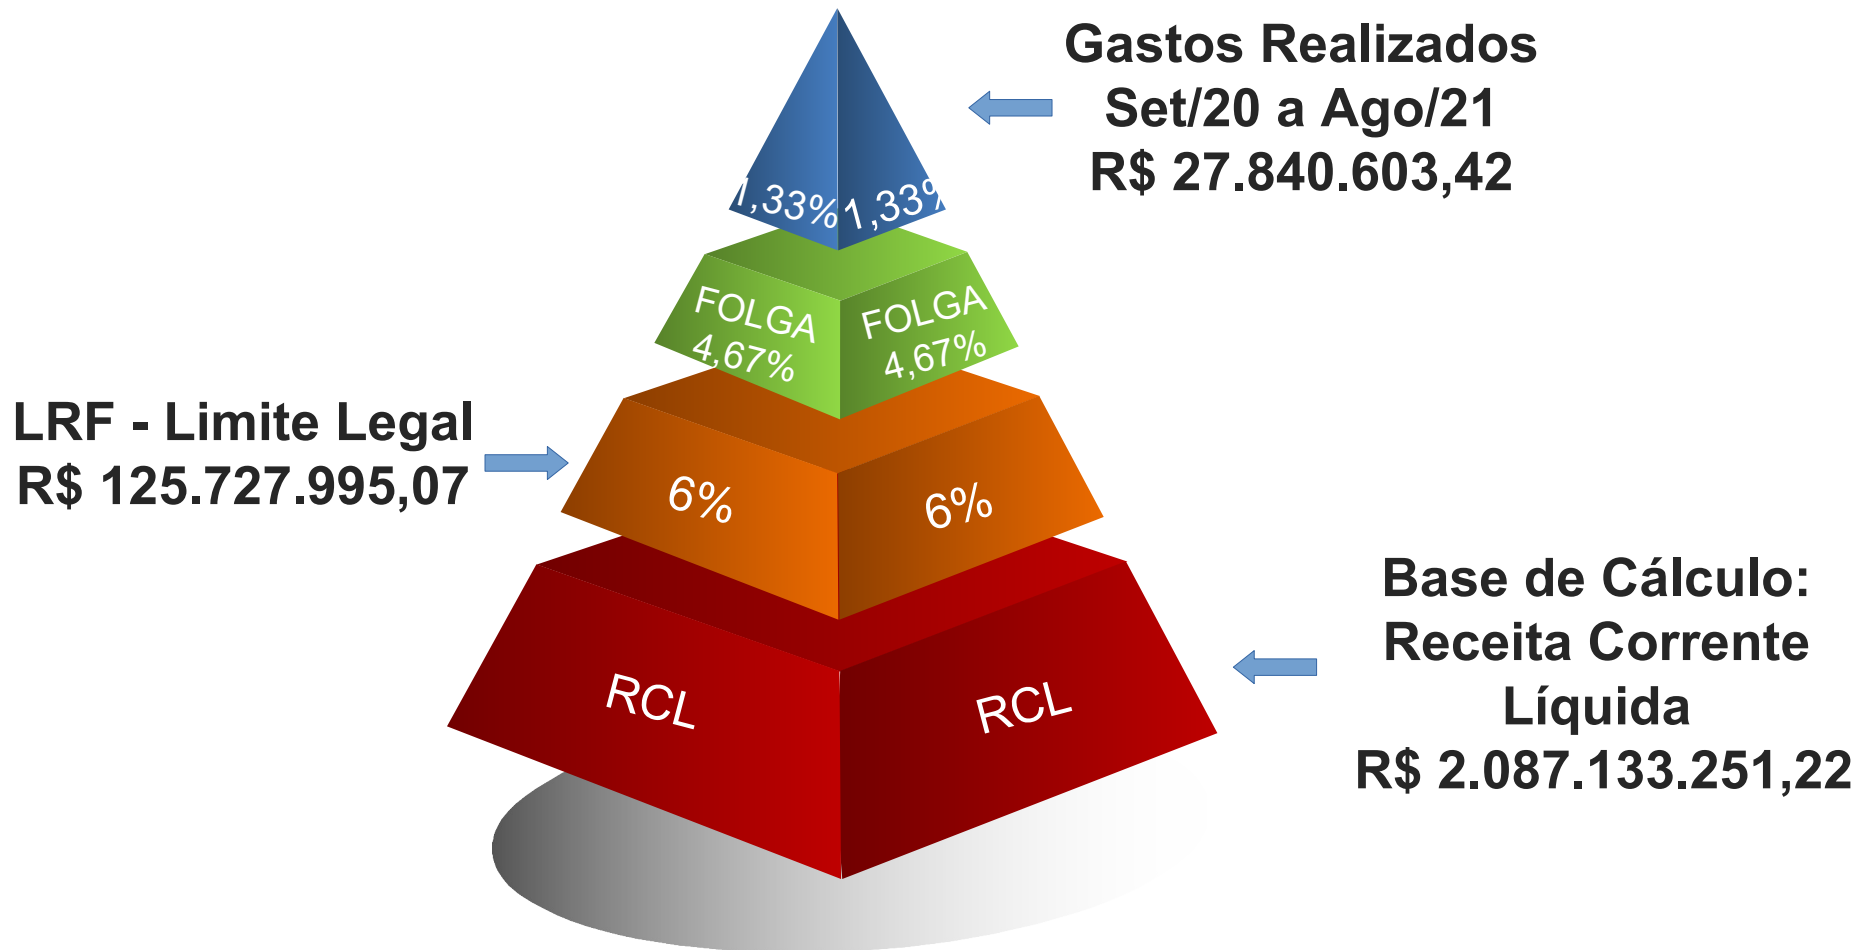 Gastos Realizados
Set/20 a Ago/21
R$ 27.840.603,42
1,33%
1,33%
FOLGA
4,67%
FOLGA
4,67%
LRF - Limite Legal
R$ 125.727.995,07
6%
6%
Base de Cálculo:
Receita Corrente
Líquida
R$ 2.087.133.251,22
RCL
RCL